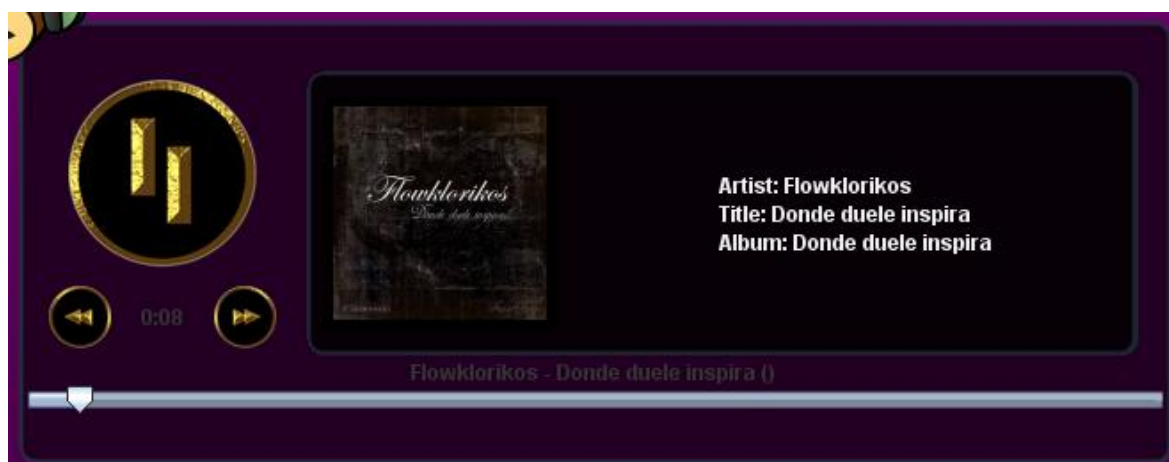 Flowklorikos
Donde duele inspira
Artist: Flowklorikos
Title: Donde duele inspira
Album: Donde duele inspira
0:08
Flowklorikos - Donde duele inspira ()